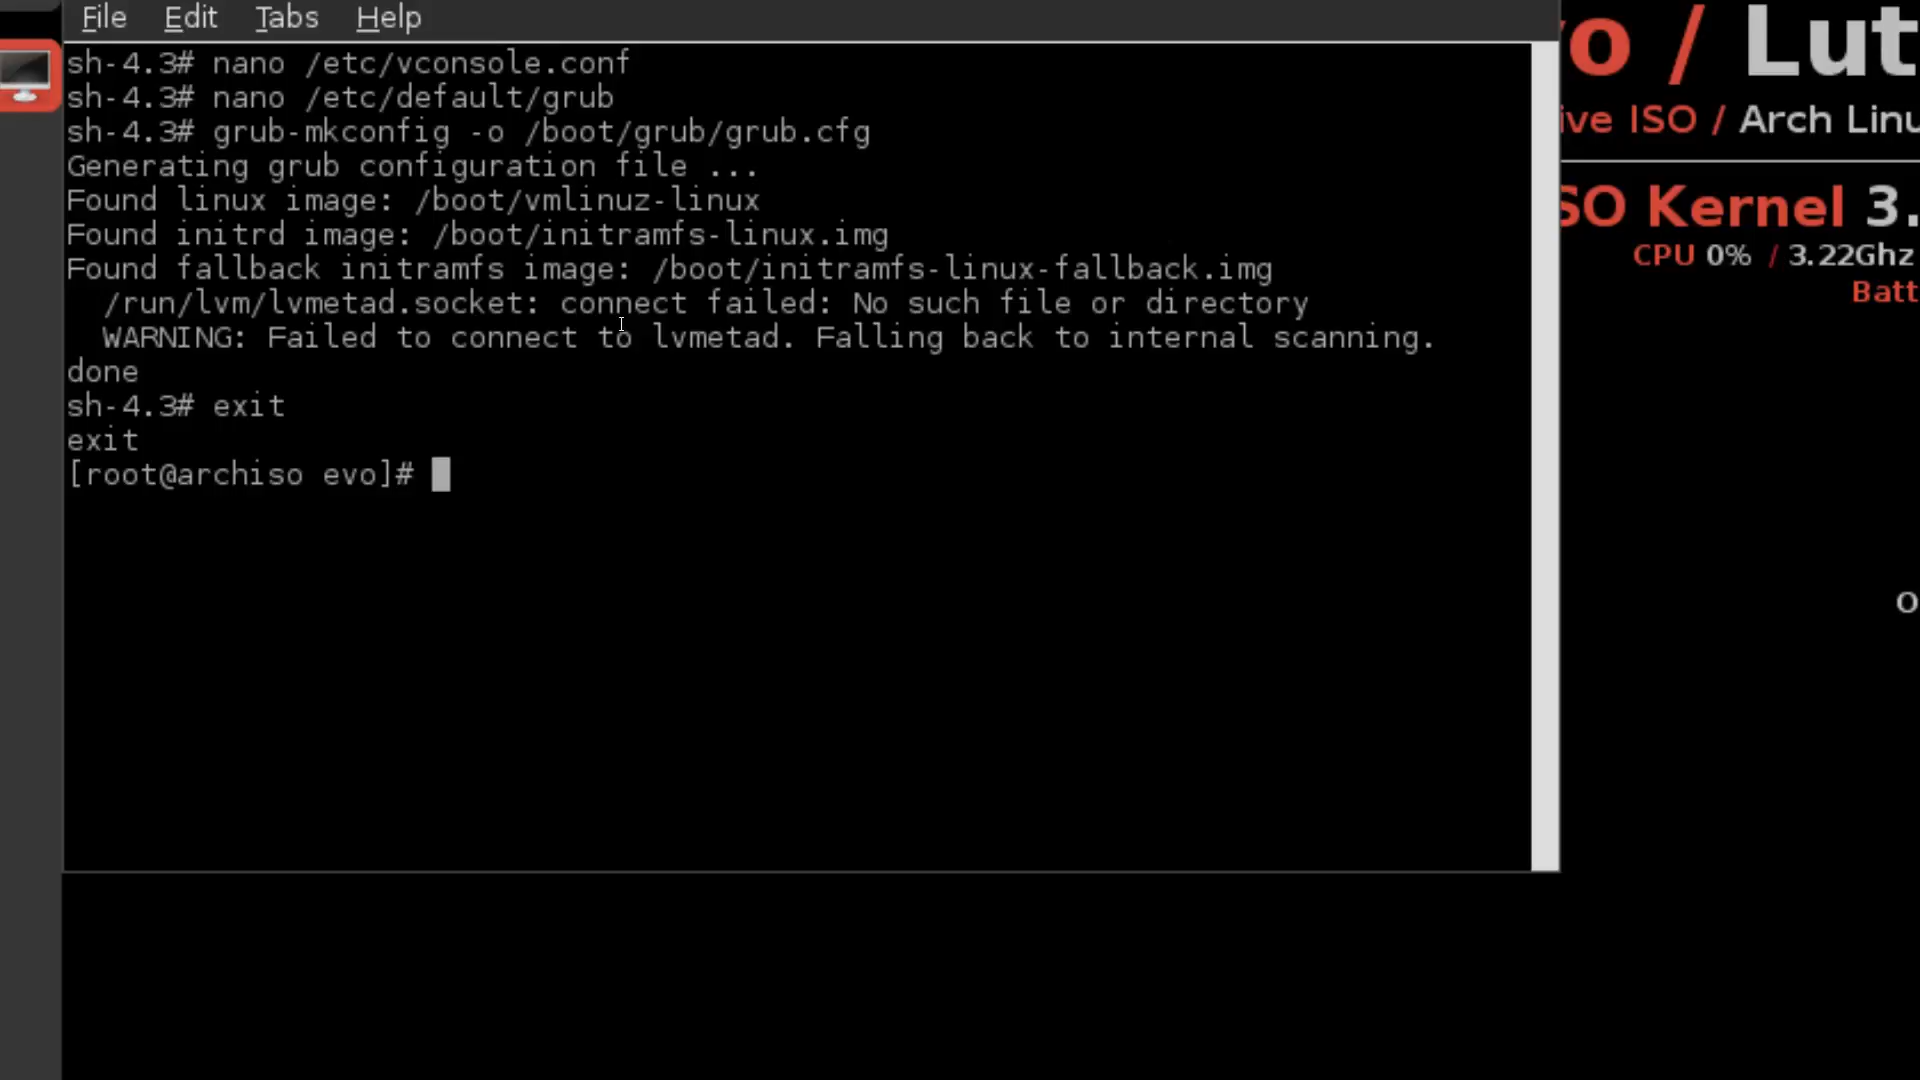 File Edit Tabs Help
sh-4.3# nano /etc/vconsole.conf
sh-4.3# nano /etc/default/grub
sh-4.3# grub-mkconfig -o /boot/grub/grub.cfg
Generating grub configuration file ...
Found linux image: /boot/vmlinuz-linux
Found initrd image: /boot/initramfs-linux.img
Found fallback initramfs image: /boot/initramfs-linux-fallback.img
  /run/lvm/lvmetad.socket: connect failed: No such file or directory
  WARNING: Failed to connect to lvmetad. Falling back to internal scanning.
done
sh-4.3# exit
exit
[root@archiso evo]#
o / Lut
ive ISO / Arch Linu
SO Kernel 3.
CPU 0% / 3.22Ghz
Batt